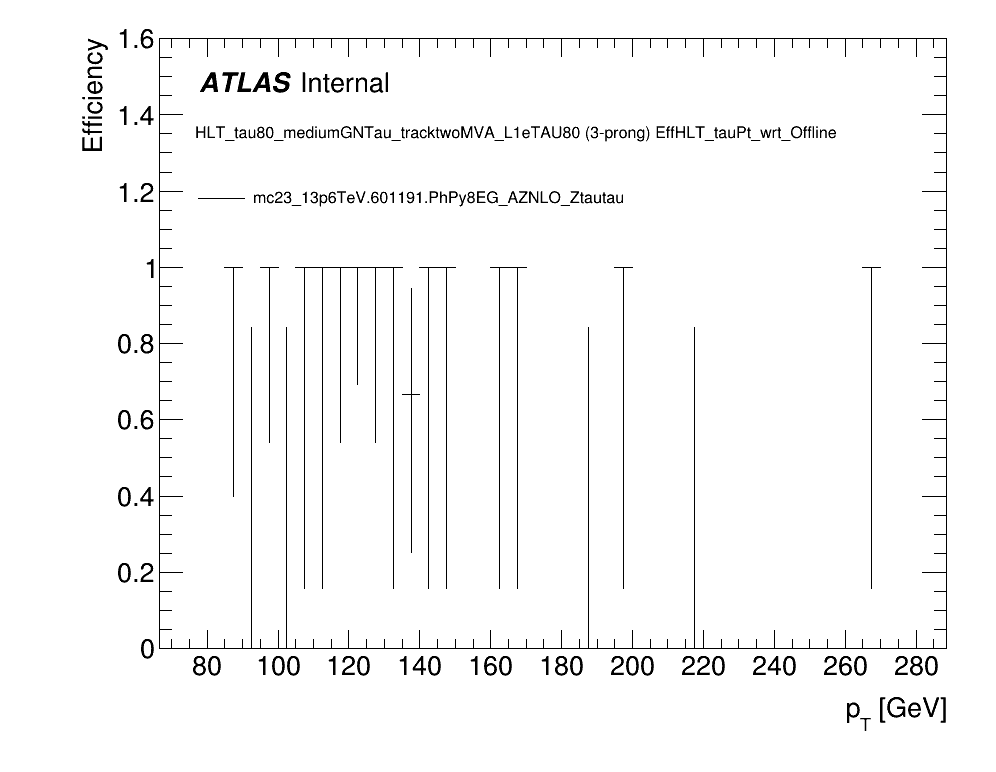 Efficiency
1.6
1.4
1.2
1
0.8
0.6
0.4
0.2
0
ATLAS Internal
HLT_tau80_mediumGNTau_tracktwoMVA_L1eTAU80 (3-prong) EffHLT_tauPt_wrt_Offline
mc23_13p6TeV.601191.PhPy8EG_AZNLO_Ztautau
80 100 120 140 160 180 200 220 240 260 280
p_T [GeV]